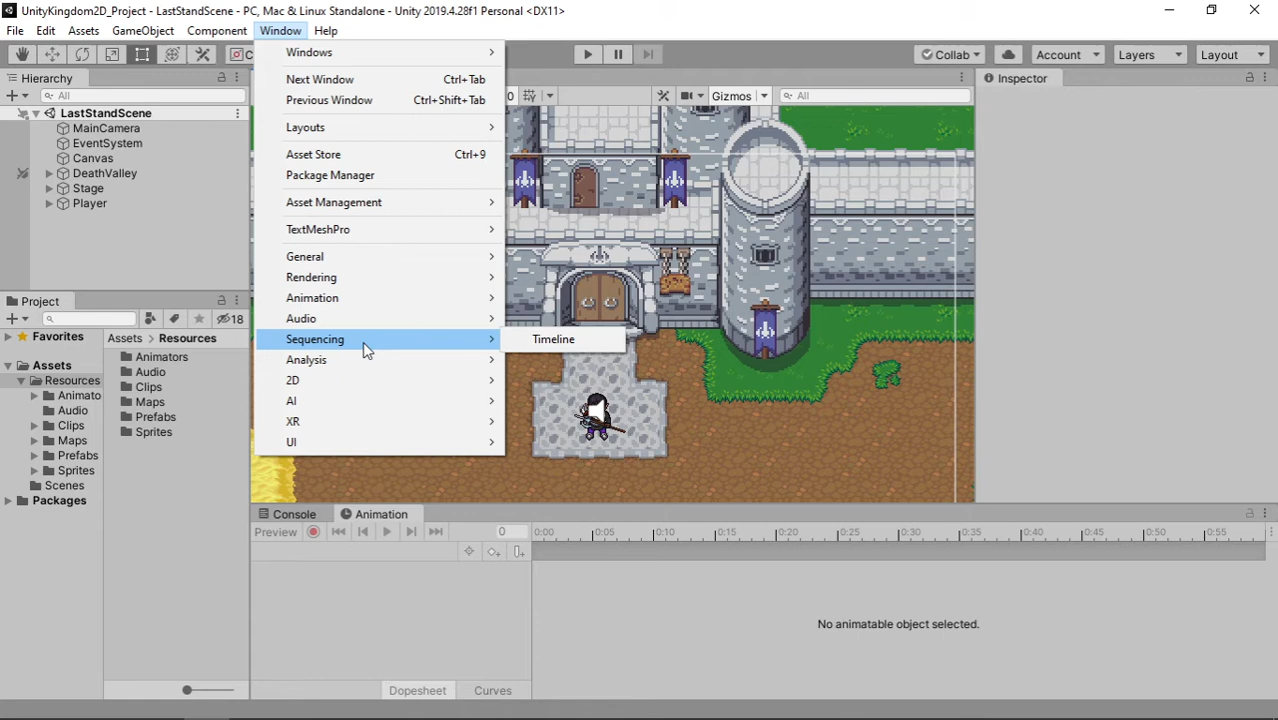 UnityKingdom2D_Project - LastStandScene - PC, Mac & Linux Standalone - Unity 2019.4.28f1 Personal <DX11>
File Edit Assets GameObject Component Window Help
Collab Account Layers Layout
Hierarchy
All
LastStandScene
MainCamera
EventSystem
Canvas
DeathValley
Stage
Player
Windows
Next Window Ctrl+Tab
Previous Window Ctrl+Shift+Tab
Layouts
Asset Store Ctrl+9
Package Manager
Asset Management
TextMeshPro
General
Rendering
Animation
Audio
Sequencing
Analysis
2D
AI
XR
UI
Timeline
0 Gizmos All
Inspector
Project
18
Favorites
Assets
Resources
Animato
Audio
Clips
Maps
Prefabs
Sprites
Scenes
Packages
Assets > Resources
Animators
Audio
Clips
Maps
Prefabs
Sprites
Console Animation
Preview 0 0:00 0:05 0:10 0:15 0:20 0:25 0:30 0:35 0:40 0:45 0:50 0:55
No animatable object selected.
Dopesheet Curves